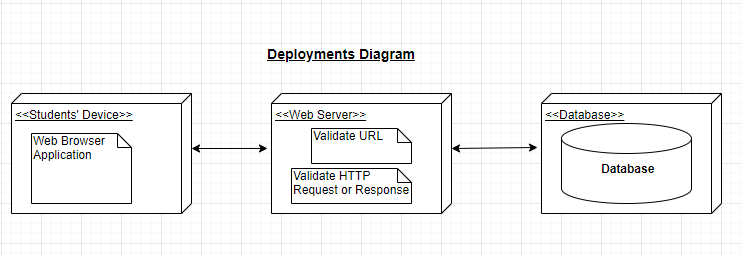 Deployments Diagram
<<Students' Device>>
Web Browser
Application
<<Web Server>>
Validate URL
Validate HTTP
Request or Response
<<Database>>
Database